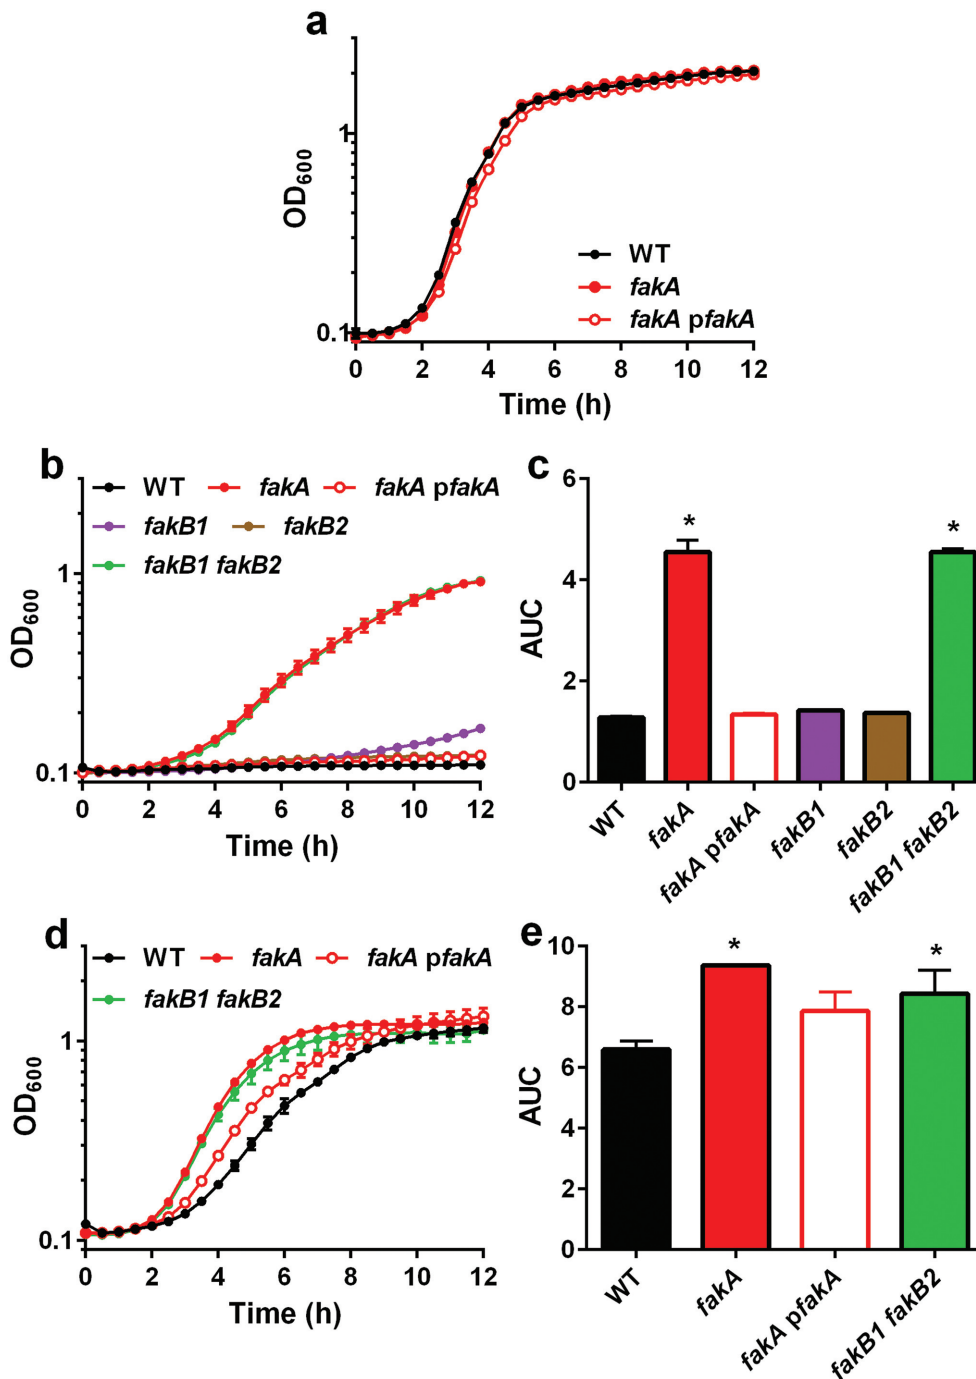 a
OD600
1
0.1
WT
fakA
fakA pfakA
0 2 4 6 8 10 12
Time (h)
b
WT fakA fakA pfakA
fakB1 fakB2
fakB1 fakB2
OD600
1
0.1
0 2 4 6 8 10 12
Time (h)
c
AUC
6
4
2
0
* *
WT fakA fakA pfakA fakB1 fakB2 fakB1 fakB2
d
WT fakA fakA pfakA
fakB1 fakB2
OD600
1
0.1
0 2 4 6 8 10 12
Time (h)
e
AUC
10
8
6
4
2
0
* *
WT fakA fakA pfakA fakB1 fakB2